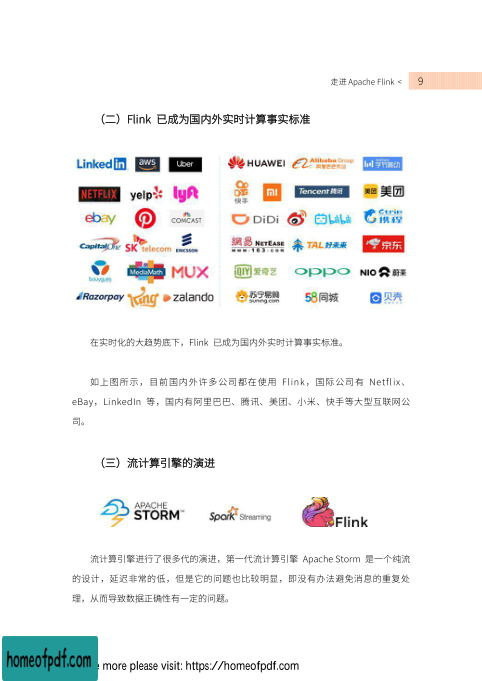 走进 Apache Flink < 9
（二）Flink 已成为国内外实时计算事实标准
LinkedIn aws Uber HUAWEI Alibaba Group 阿里巴巴集团 字节跳动
NETFLIX yelp lyft 快手 mi Tencent 腾讯 美团 美团
ebay COMCAST DiDi bilibili Ctrip 携程
CapitalOne SK telecom ERICSSON 网易 NETEASE www.163.com TAL 好未来 京东
bouygues MediaMath MUX iQIYI 爱奇艺 oppo NIO 蔚来
Razorpay King zalando 苏宁易购 suning.com 58同城 贝壳
在实时化的大趋势底下，Flink 已成为国内外实时计算事实标准。
如上图所示，目前国内外许多公司都在使用 Flink，国际公司有 Netflix、
eBay，LinkedIn 等，国内有阿里巴巴、腾讯、美团、小米、快手等大型互联网公
司。
（三）流计算引擎的演进
APACHE STORM™ Spark Streaming Flink
流计算引擎进行了很多代的演进，第一代流计算引擎 Apache Storm 是一个纯流
的设计，延迟非常的低，但是它的问题也比较明显，即没有办法避免消息的重复处
理，从而导致数据正确性有一定的问题。
homeofpdf.com
more please visit: https://homeofpdf.com